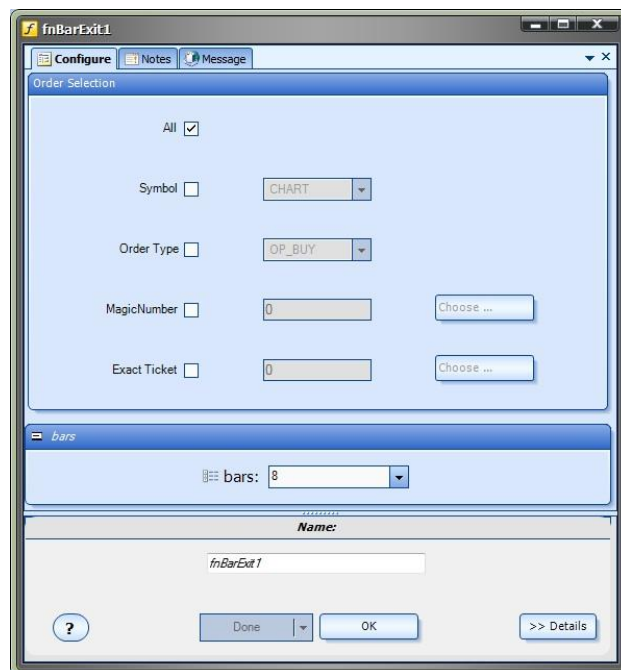 fnBarExit1
Configure Notes Message
Order Selection
All
Symbol CHART
Order Type OP_BUY
MagicNumber 0 Choose ...
Exact Ticket 0 Choose ...
bars
bars: 8
Name:
fnBarExit1
? Done OK >> Details